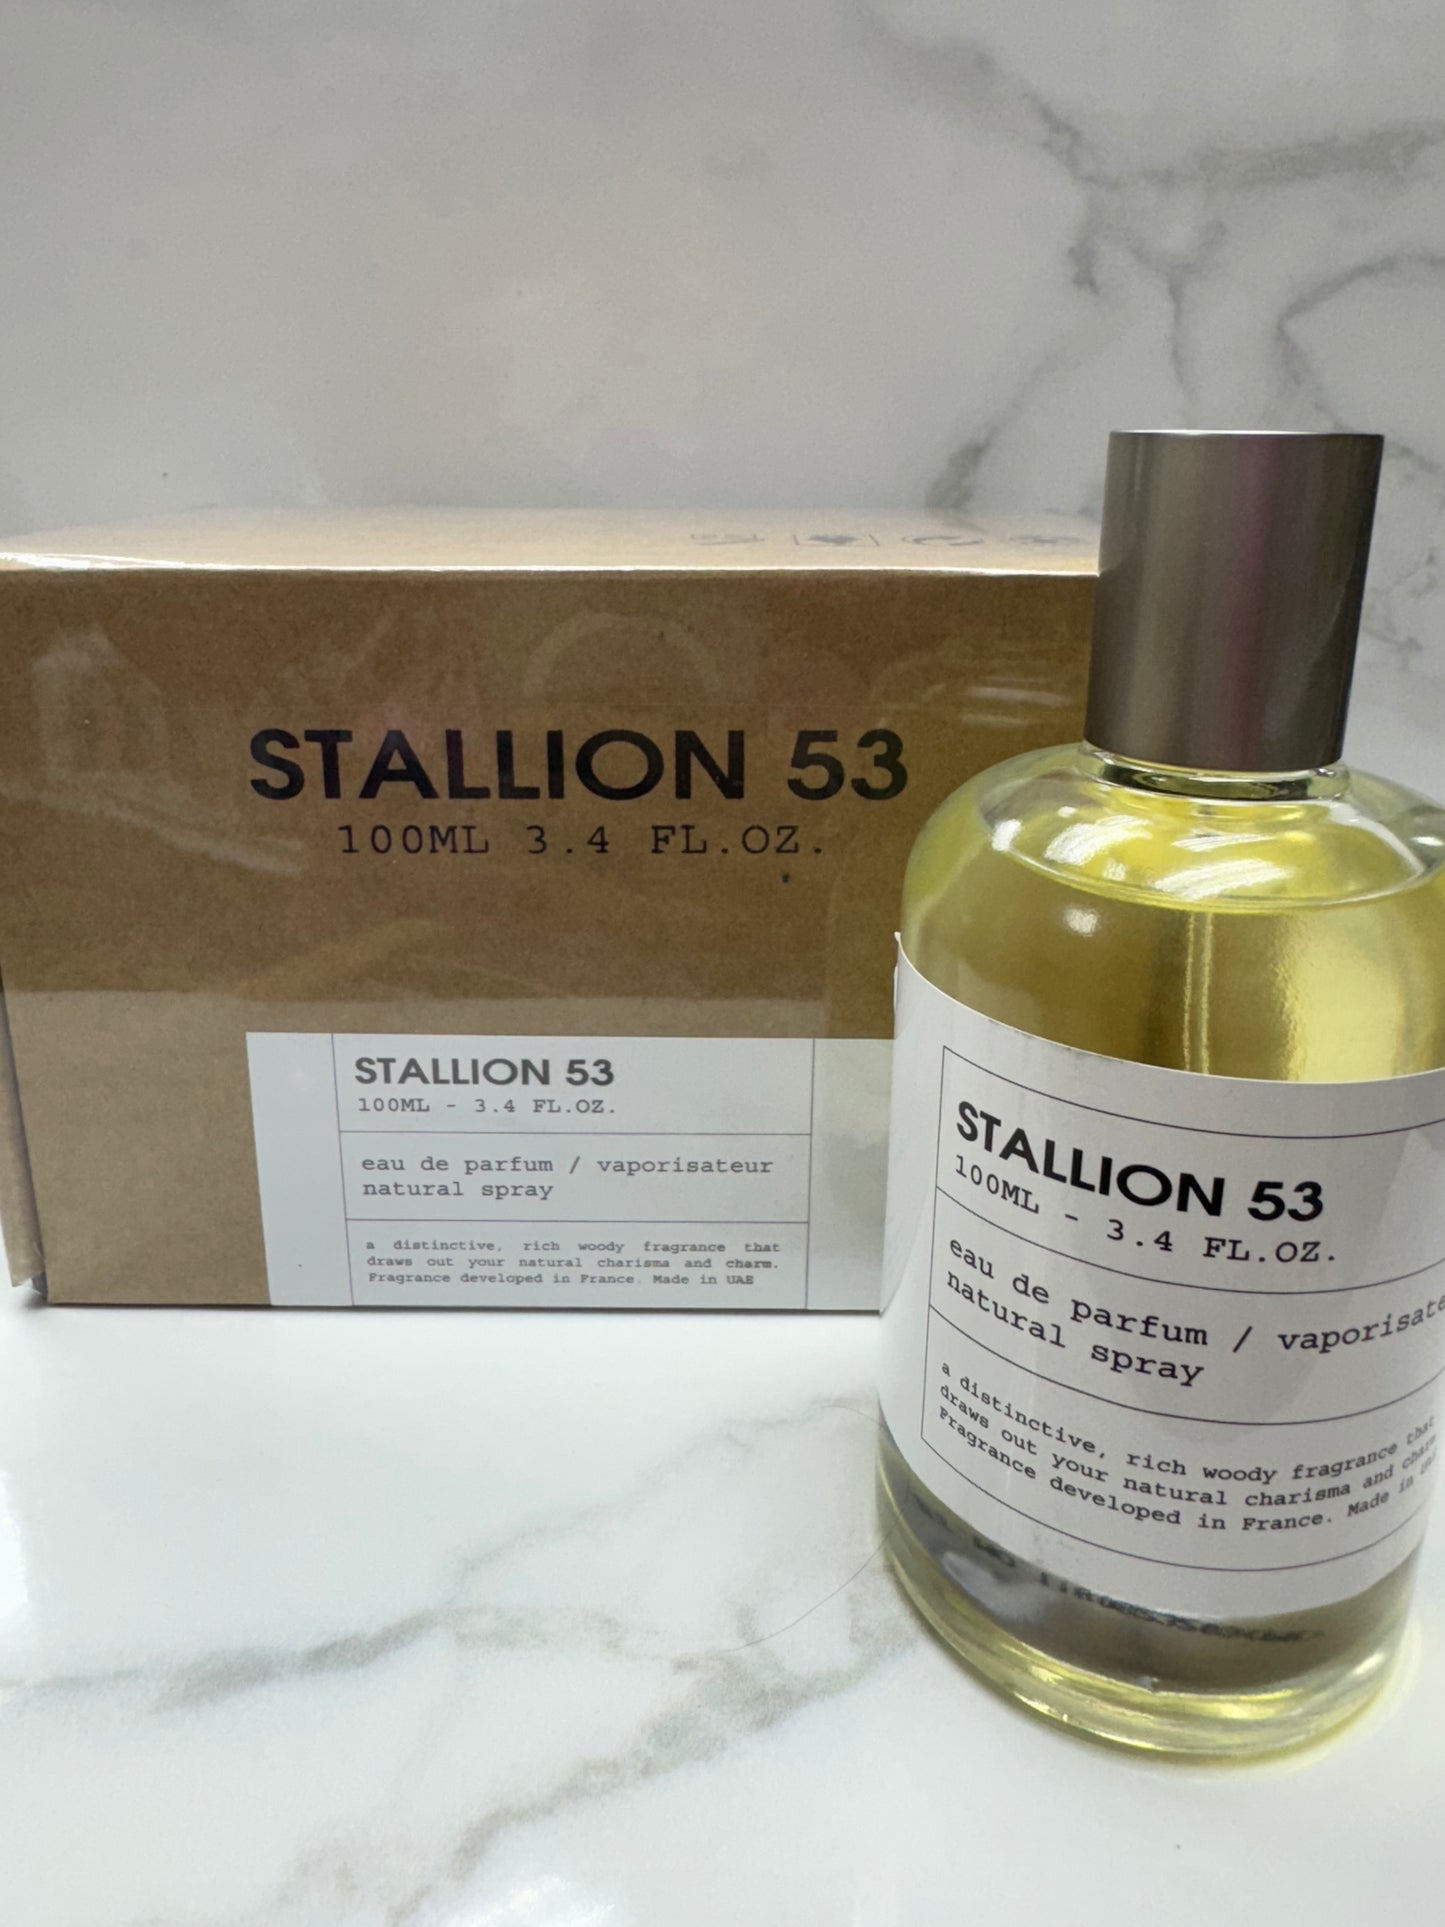 STALLION 53
100ML 3.4 FL.OZ.
STALLION 53
100ML - 3.4 FL.OZ.
eau de parfum / vaporisateur
natural spray
a distinctive, rich woody fragrance that
draws out your natural charisma and charm.
Fragrance developed in France. Made in UAE
STALLION 53
100ML - 3.4 FL.OZ.
eau de parfum / vaporisate
natural spray
a distinctive, rich woody fragrance that
draws out your natural charisma and charm
Fragrance developed in France. Made in